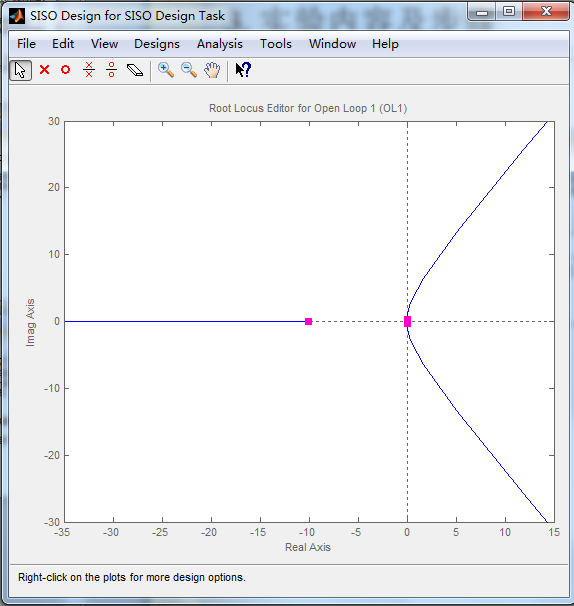 SISO Design for SISO Design Task
File Edit View Designs Analysis Tools Window Help
Root Locus Editor for Open Loop 1 (OL1)
30
20
10
0
-10
-20
-30
Imag Axis
-35 -30 -25 -20 -15 -10 -5 0 5 10 15
Real Axis
Right-click on the plots for more design options.